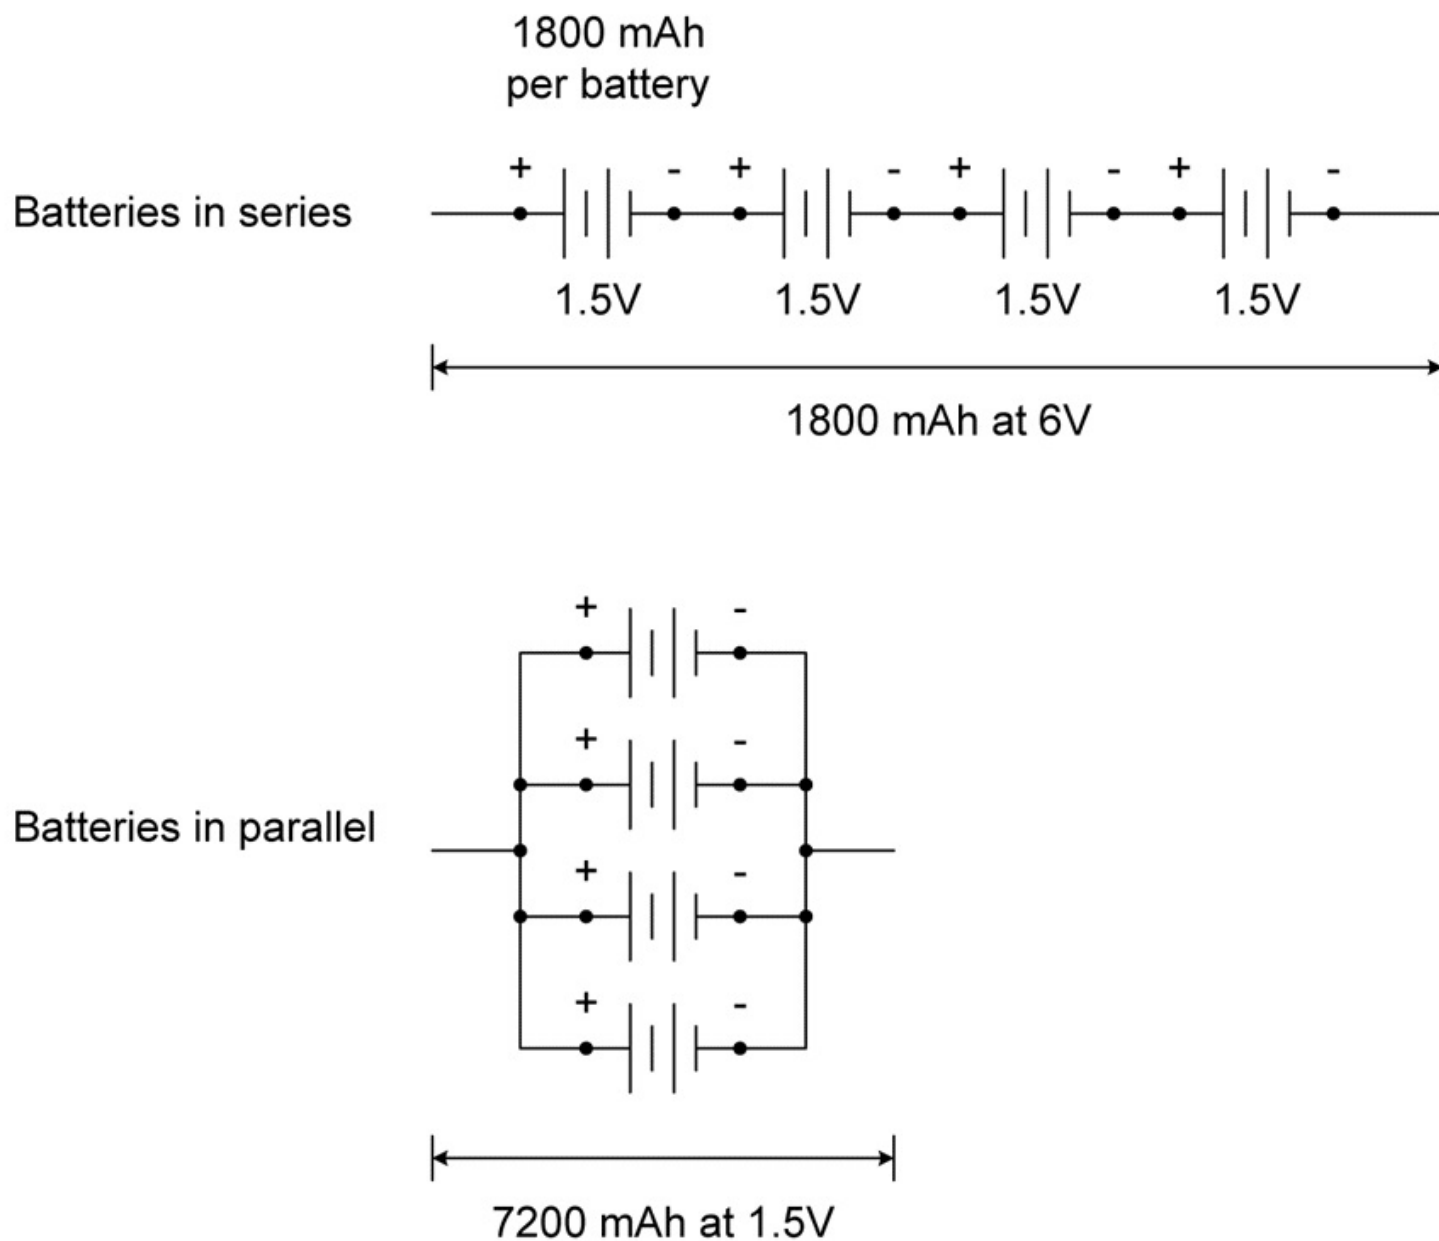 1800 mAh
per battery
+ - + - + - + -
Batteries in series
1.5V 1.5V 1.5V 1.5V
1800 mAh at 6V
+ -
+ -
Batteries in parallel
+ -
+ -
7200 mAh at 1.5V